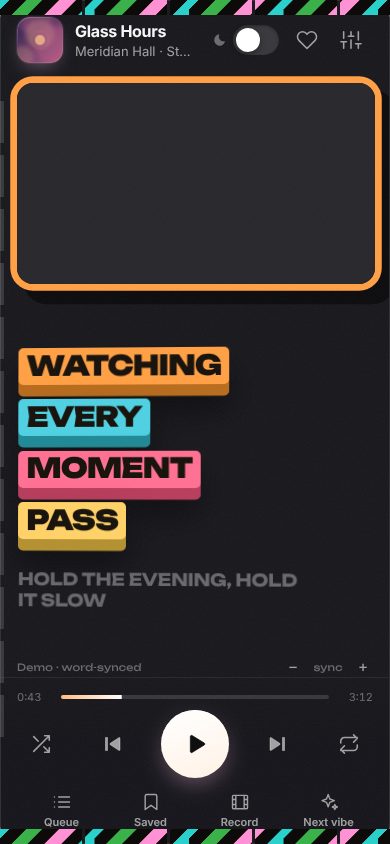 Glass Hours
Meridian Hall · St...
WATCHING
EVERY
MOMENT
PASS
HOLD THE EVENING, HOLD
IT SLOW
Demo · word-synced
− sync +
0:43
3:12
Queue
Saved
Record
Next vibe